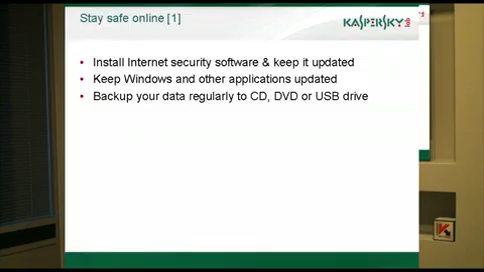 Stay safe online [1]
KASPERSKY lab
• Install Internet security software & keep it updated
• Keep Windows and other applications updated
• Backup your data regularly to CD, DVD or USB drive